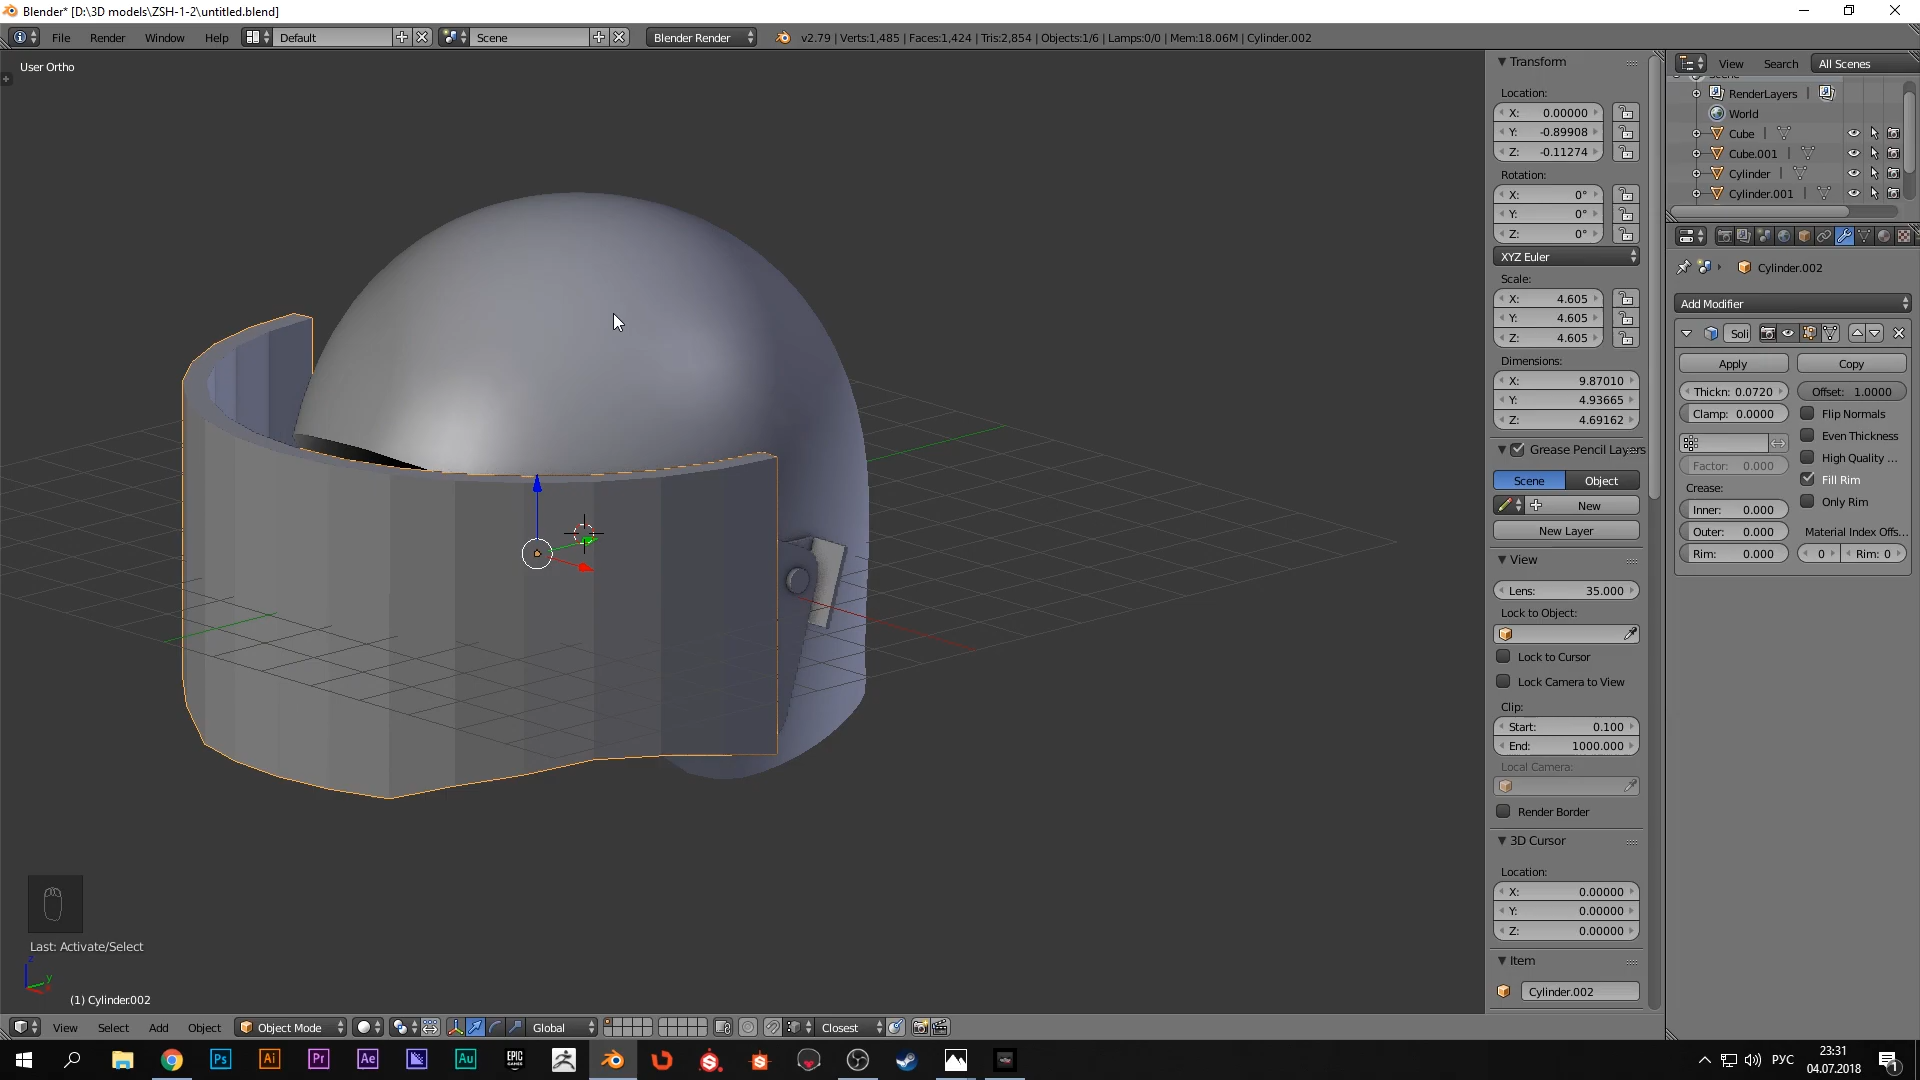 Blender* [D:\3D models\ZSH-1-2\untitled.blend]
File Render Window Help Default Scene Blender Render v2.79 | Verts:1,485 | Faces:1,424 | Tris:2,854 | Objects:1/6 | Lamps:0/0 | Mem:18.06M | Cylinder.002
User Ortho
Transform
Location:
X: 0.00000
Y: -0.89908
Z: -0.11274
Rotation:
X: 0°
Y: 0°
Z: 0°
XYZ Euler
Scale:
X: 4.605
Y: 4.605
Z: 4.605
Dimensions:
X: 9.87010
Y: 4.93665
Z: 4.69162
Grease Pencil Layers
Scene Object
New
New Layer
View
Lens: 35.000
Lock to Object:
Lock to Cursor
Lock Camera to View
Clip:
Start: 0.100
End: 1000.000
Local Camera:
Render Border
3D Cursor
Location:
X: 0.00000
Y: 0.00000
Z: 0.00000
Item
Cylinder.002
View Search All Scenes
RenderLayers
World
Cube
Cube.001
Cylinder
Cylinder.001
Cylinder.002
Add Modifier
Soli
Apply Copy
Thickn: 0.0720 Offset: 1.0000
Clamp: 0.0000 Flip Normals
Even Thickness
Factor: 0.000 High Quality ...
Crease: Fill Rim
Inner: 0.000 Only Rim
Outer: 0.000 Material Index Offs...
Rim: 0.000 0 Rim: 0
Last: Activate/Select
z
y
(1) Cylinder.002
View Select Add Object Object Mode Global Closest
Ps Ai Pr Ae Au EPIC GAMES
РУС
23:31
04.07.2018
1